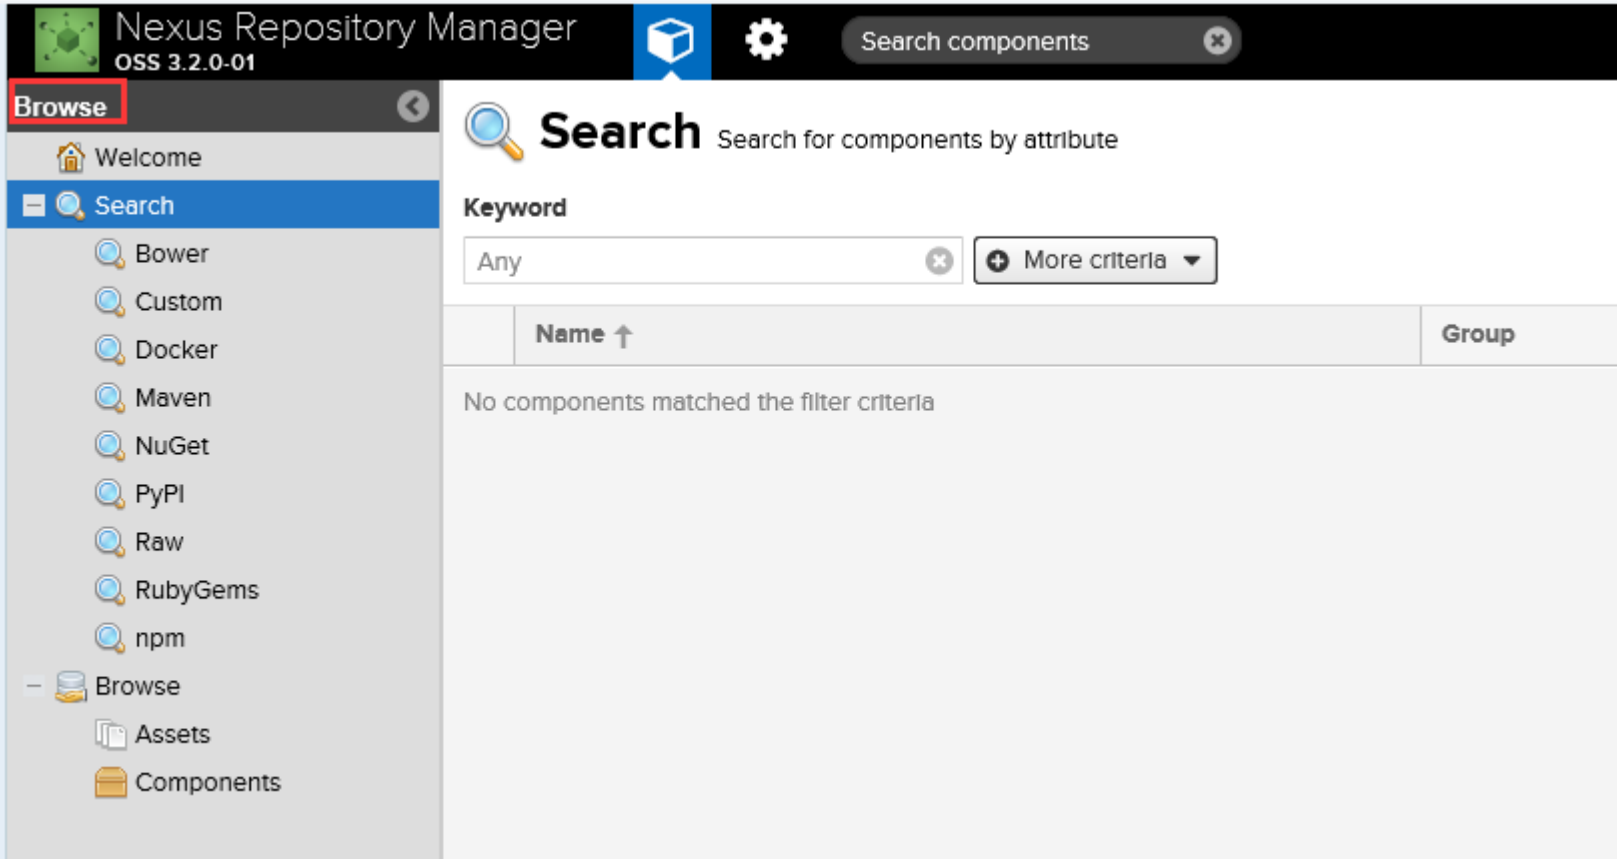 Nexus Repository Manager
OSS 3.2.0-01
Search components
Browse
Welcome
Search
Bower
Custom
Docker
Maven
NuGet
PyPI
Raw
RubyGems
npm
Browse
Assets
Components
Search Search for components by attribute
Keyword
Any
More criteria
Name Group
No components matched the filter criteria